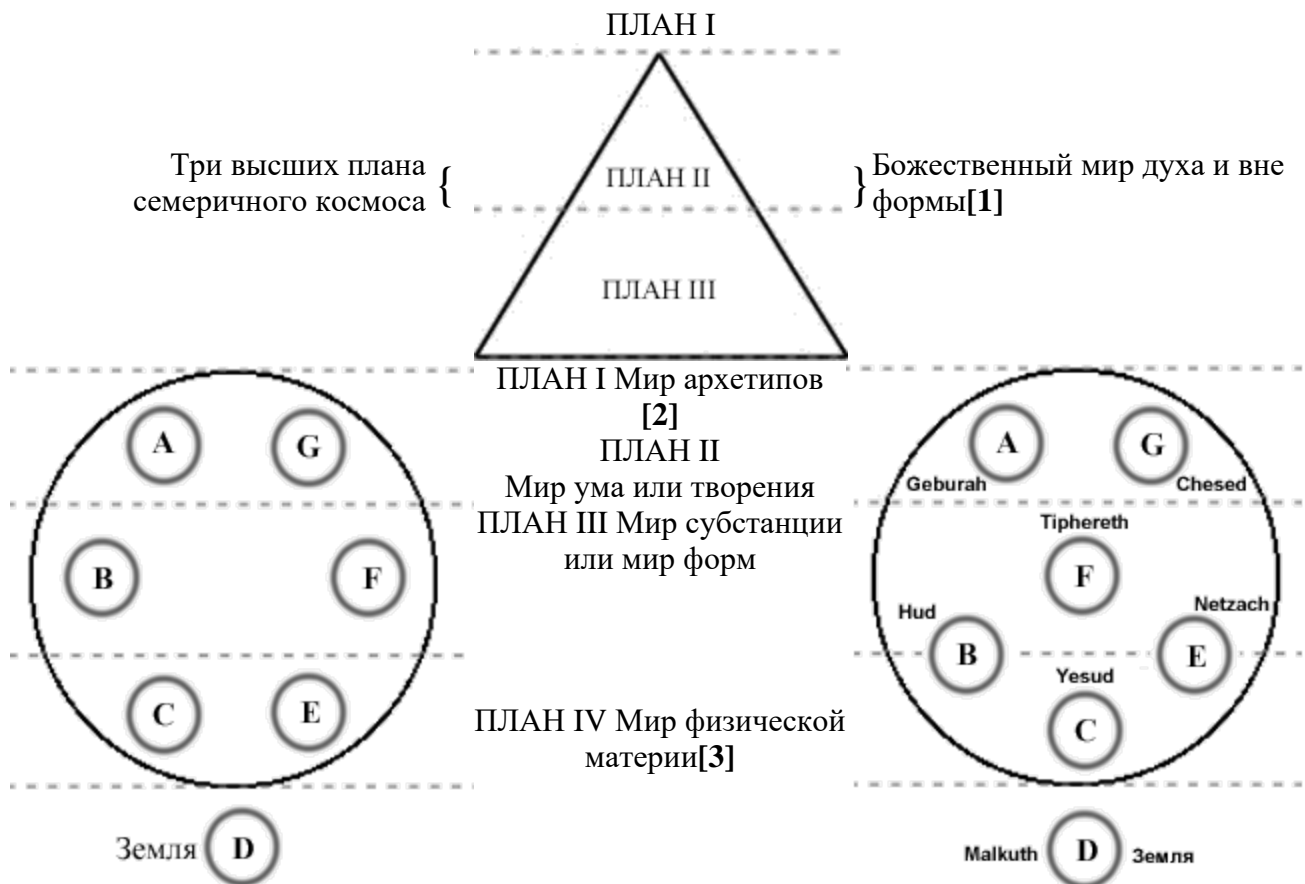 ПЛАН I
Три высших плана
семеричного космоса {
ПЛАН II
} Божественный мир духа и вне
формы[1]
ПЛАН III
ПЛАН I Мир архетипов
[2]
ПЛАН II
Мир ума или творения
ПЛАН III Мир субстанции
или мир форм
ПЛАН IV Мир физической
материи[3]
A G
B F
C E
Земля D
A G
Geburah Chesed
Tiphereth
F
Hud Netzach
B E
Yesud
C
Malkuth D Земля